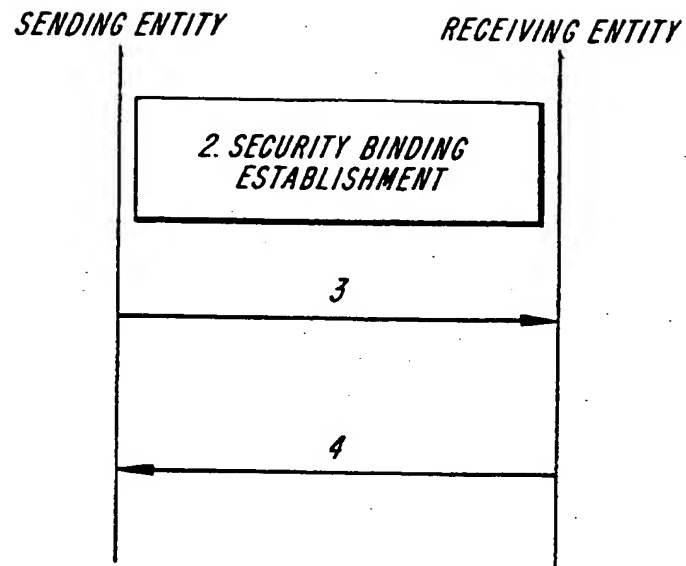 SENDING ENTITY
RECEIVING ENTITY
2. SECURITY BINDING
ESTABLISHMENT
3
4